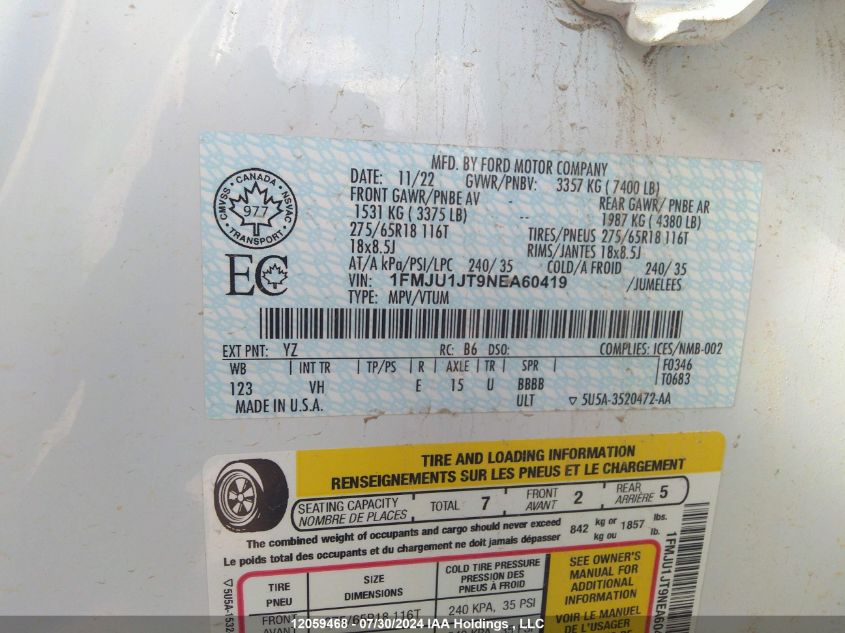 MFD. BY FORD MOTOR COMPANY
DATE: 11/22 GVWR/PNBV: 3357 KG ( 7400 LB)
FRONT GAWR/PNBE AV REAR GAWR/ PNBE AR
1531 KG ( 3375 LB) 1987 KG ( 4380 LB)
275/65R18 116T TIRES/PNEUS 275/65R18 116T
18x8.5J RIMS/JANTES 18x8.5J
AT/A kPa/PSI/LPC 240/ 35 COLD/A FROID 240/ 35
VIN: 1FMJU1JT9NEA60419 /JUMELEES
TYPE: MPV/VTUM
CANADA
CMVSS NSVAC
977
TRANSPORT
EC
EXT PNT: YZ RC: B6 DSO: COMPLIES: ICES/NMB-002
WB INT TR TP/PS R AXLE TR SPR F0346
123 VH E 15 U BBBB T0683
MADE IN U.S.A. ULT ▽ 5U5A-3520472-AA
TIRE AND LOADING INFORMATION
RENSEIGNEMENTS SUR LES PNEUS ET LE CHARGEMENT
SEATING CAPACITY TOTAL 7 FRONT 2 REAR 5
NOMBRE DE PLACES AVANT ARRIÈRE
The combined weight of occupants and cargo should never exceed 842 kg or 1857 lbs.
Le poids total des occupants et du chargement ne doit jamais dépasser kg ou lb.
TIRE SIZE COLD TIRE PRESSURE
PNEU DIMENSIONS PRESSION DES PNEUS À FROID
FRONT /65R18 116T 240 KPA, 35 PSI
AVANT
SEE OWNER'S
MANUAL FOR
ADDITIONAL
INFORMATION
VOIR LE MANUEL
DE L'USAGER
1FMJU1JT9NEA604
▽ 5U5A-1532
12059468 - 07/30/2024 IAA Holdings, LLC